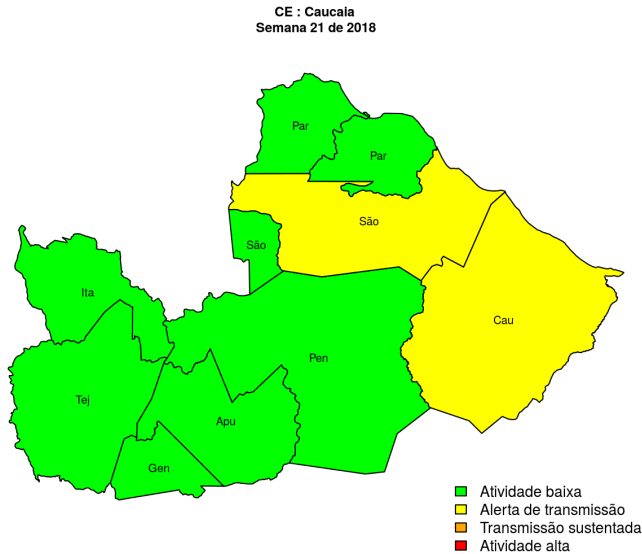 CE : Caucaia
Semana 21 de 2018
Par
Par
São
São
Ita
Cau
Pen
Tej
Apu
Gen
Atividade baixa
Alerta de transmissão
Transmissão sustentada
Atividade alta